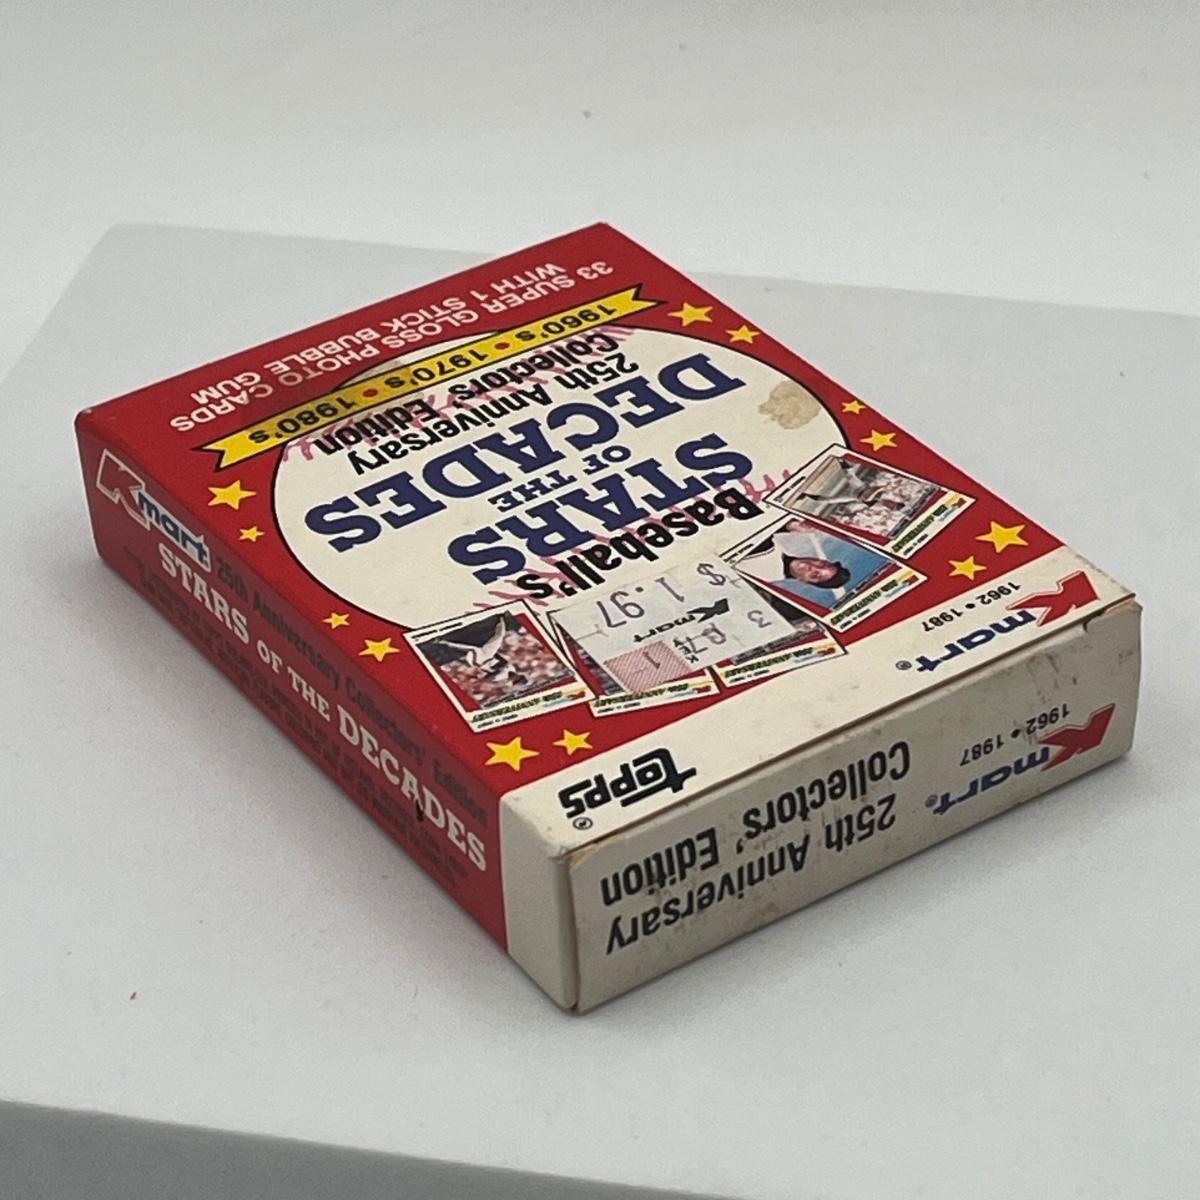 Kmart®
1962 • 1987
topps®
Baseball's
STARS
OF THE
DECADES
25th Anniversary
Collectors' Edition
1960's • 1970's • 1980's
33 SUPER GLOSS PHOTO CARDS
WITH 1 STICK BUBBLE GUM
Kmart
$ 1.97
Kmart
25th Anniversary Collectors' Edition
STARS OF THE DECADES
Kmart®
1962 • 1987
25th Anniversary
Collectors' Edition